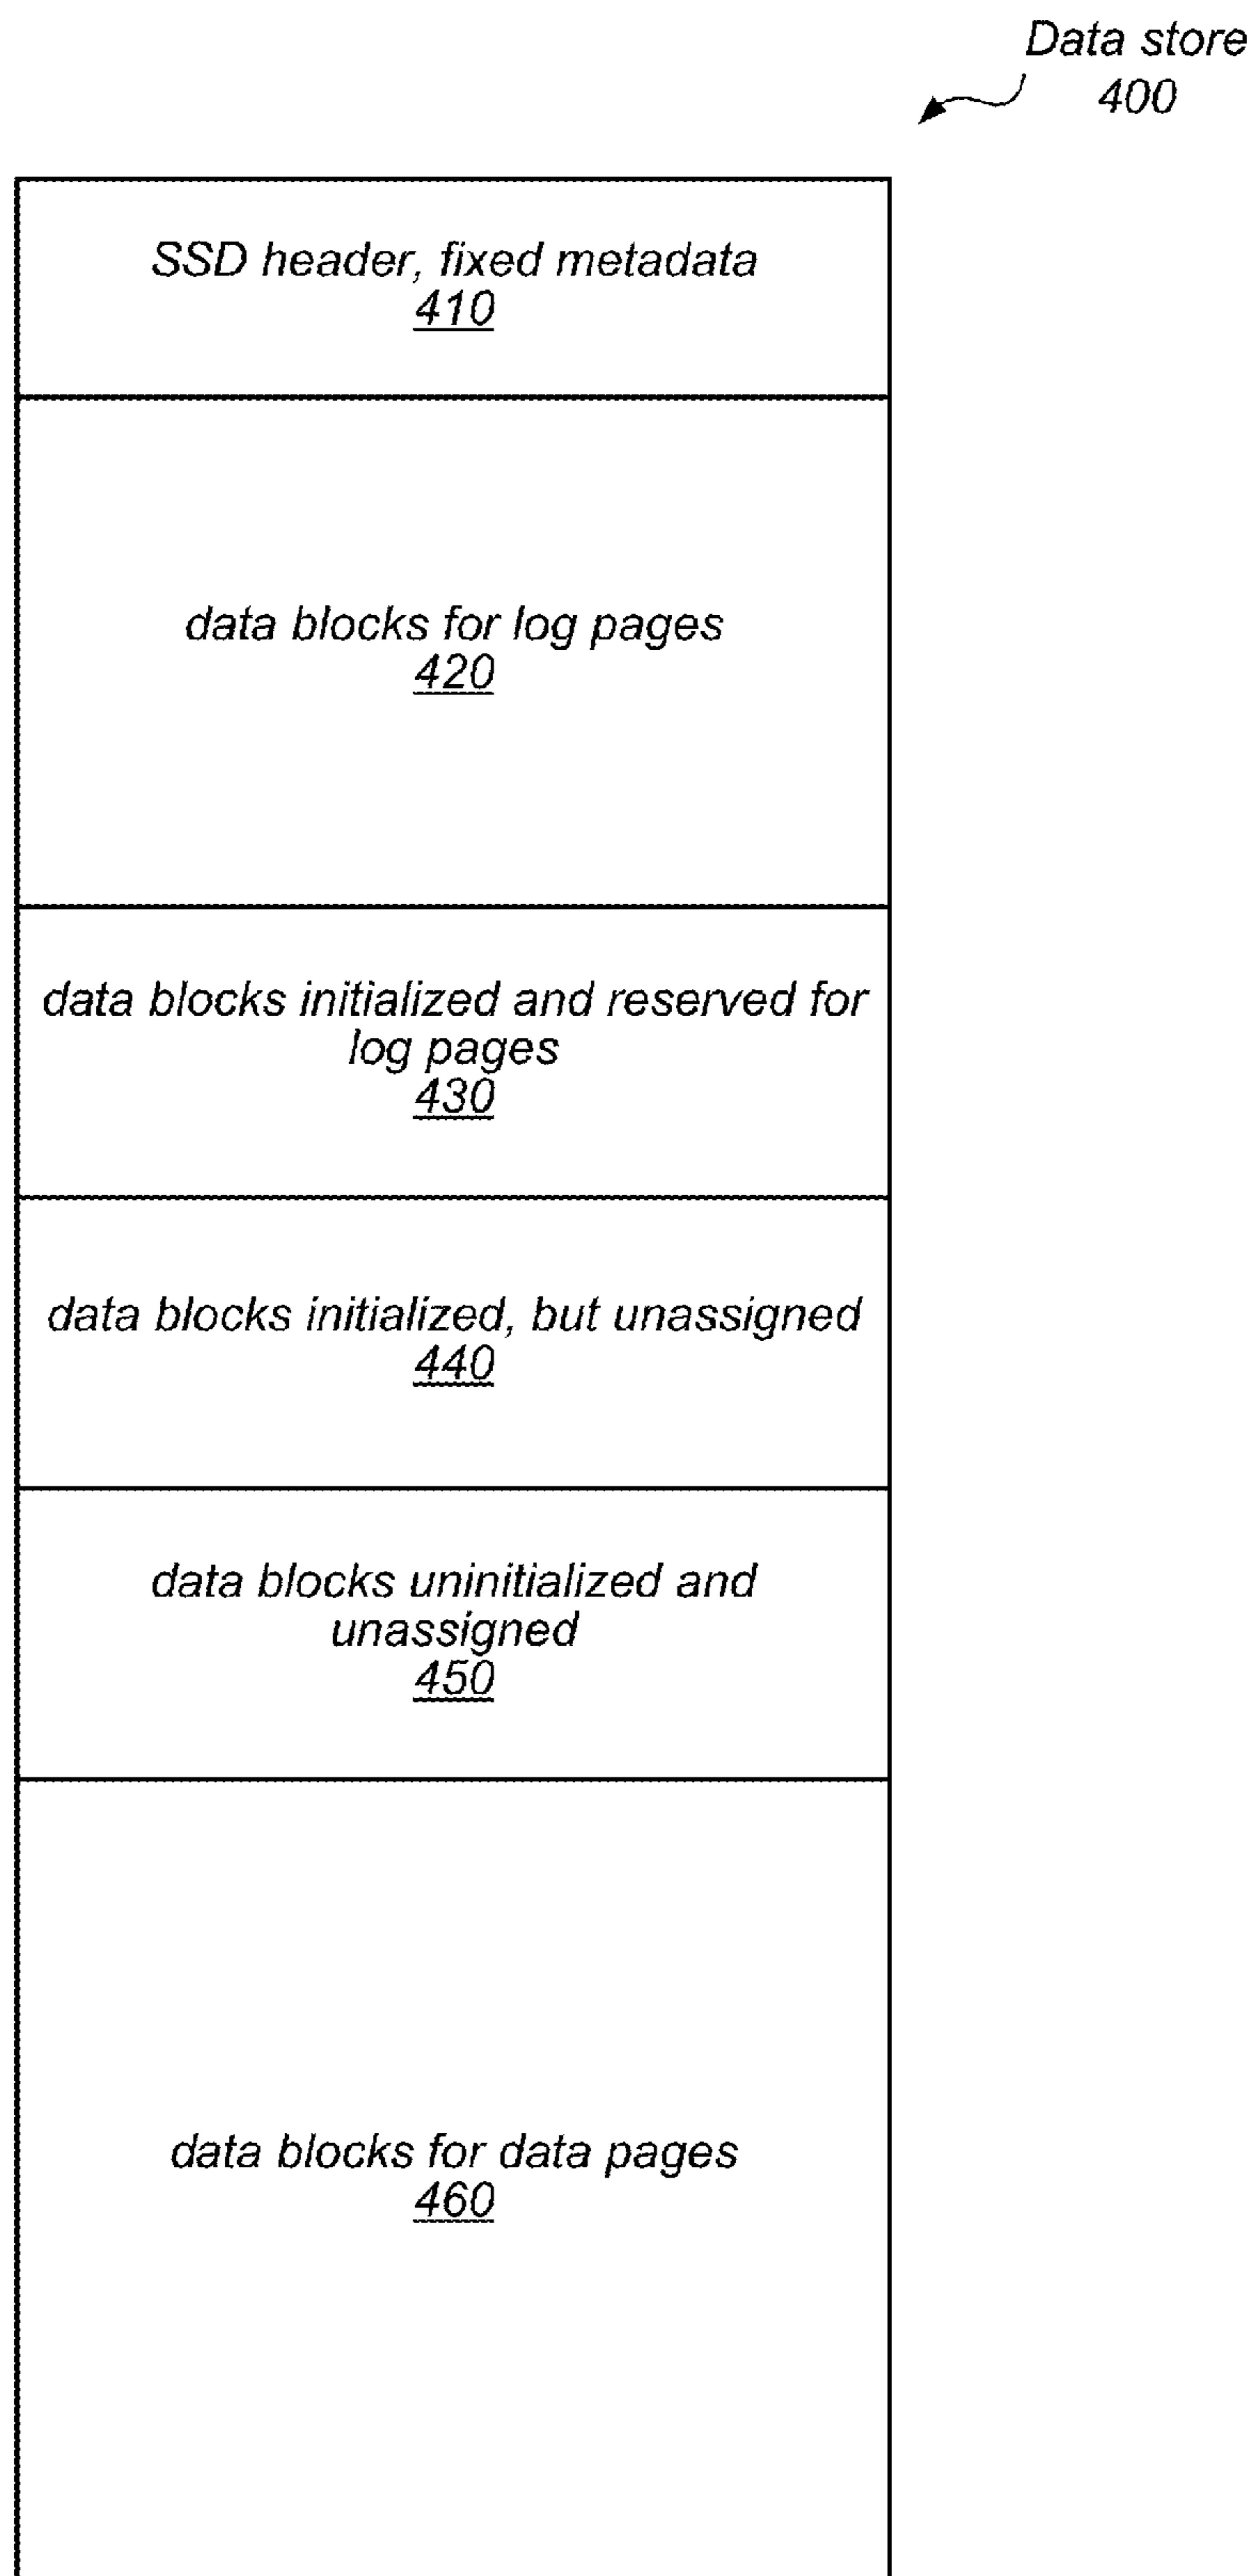 Data store
400
SSD header, fixed metadata
410
data blocks for log pages
420
data blocks initialized and reserved for
log pages
430
data blocks initialized, but unassigned
440
data blocks uninitialized and
unassigned
450
data blocks for data pages
460